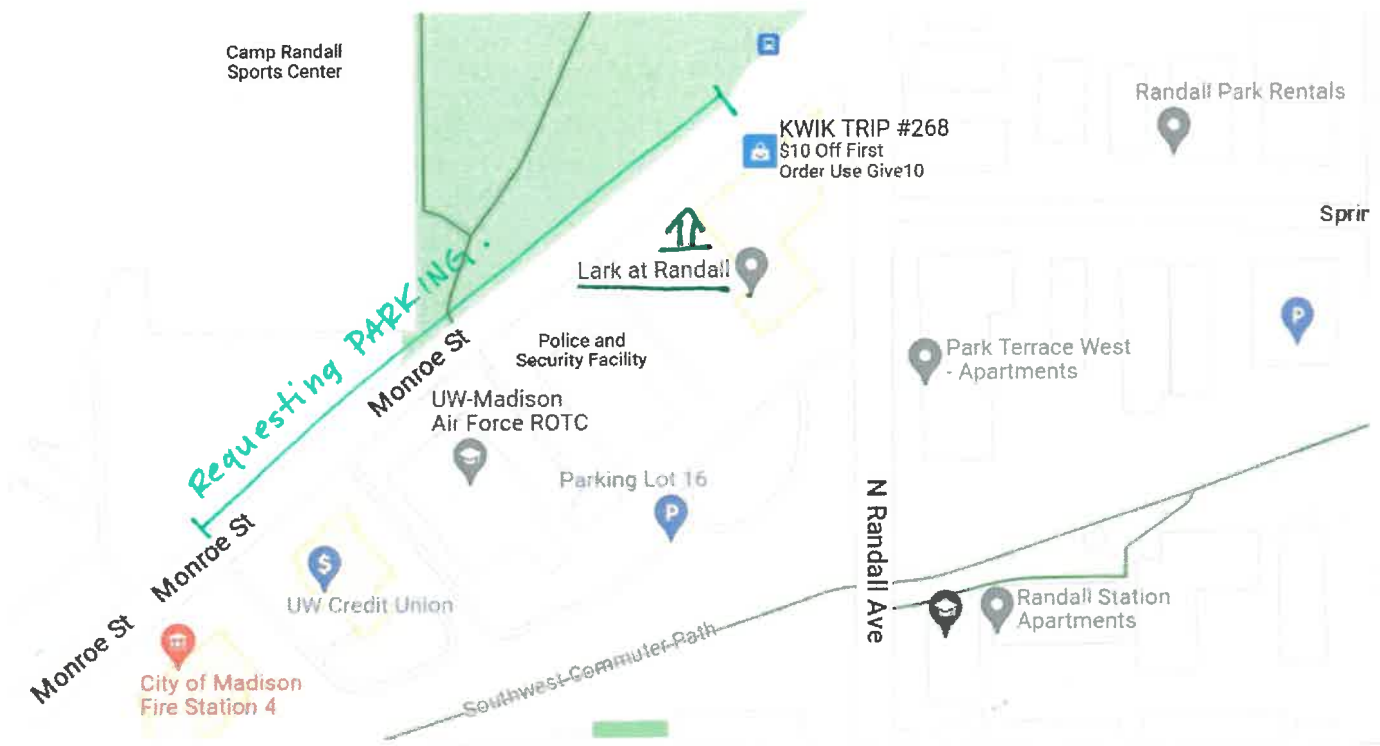 Camp Randall
Sports Center
Randall Park Rentals
KWIK TRIP #268
$10 Off First
Order Use Give10
Sprir
Lark at Randall
Requesting PARKING.
Police and
Security Facility
Monroe St
Park Terrace West
- Apartments
P
UW-Madison
Air Force ROTC
Parking Lot 16
P
N Randall Ave
Monroe St
$
UW Credit Union
Randall Station
Apartments
Monroe St
Southwest Commuter Path
City of Madison
Fire Station 4